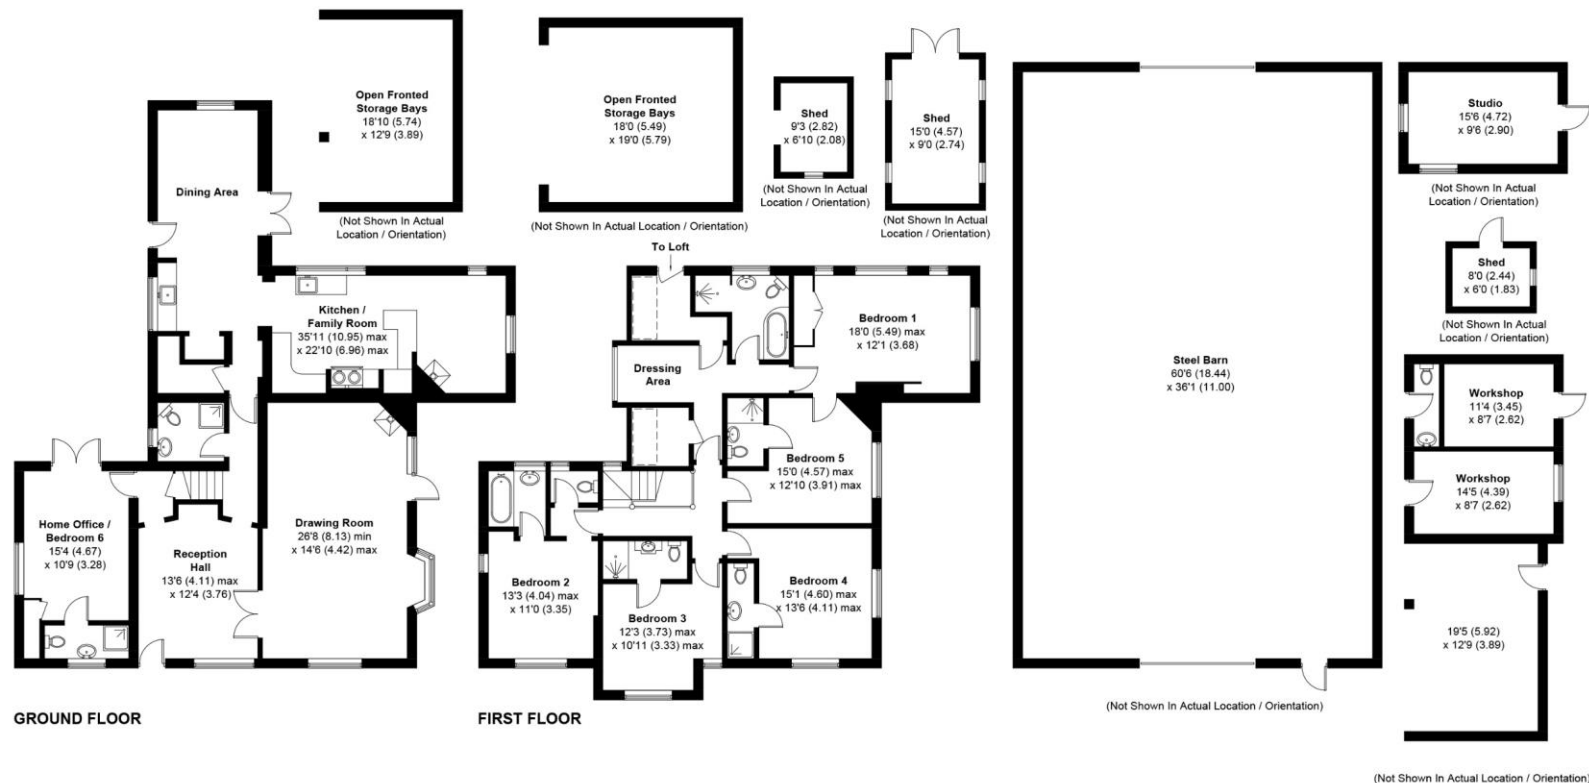 Open Fronted
Storage Bays
18'10 (5.74)
x 12'9 (3.89)
(Not Shown In Actual
Location / Orientation)
Open Fronted
Storage Bays
18'0 (5.49)
x 19'0 (5.79)
(Not Shown In Actual Location / Orientation)
Shed
9'3 (2.82)
x 6'10 (2.08)
(Not Shown In Actual
Location / Orientation)
Shed
15'0 (4.57)
x 9'0 (2.74)
(Not Shown In Actual
Location / Orientation)
Dining Area
Kitchen /
Family Room
35'11 (10.95) max
x 22'10 (6.96) max
Home Office /
Bedroom 6
15'4 (4.67)
x 10'9 (3.28)
Reception
Hall
13'6 (4.11) max
x 12'4 (3.76)
Drawing Room
26'8 (8.13) min
x 14'6 (4.42) max
GROUND FLOOR
To Loft
Dressing
Area
Bedroom 1
18'0 (5.49) max
x 12'1 (3.68)
Bedroom 5
15'0 (4.57) max
x 12'10 (3.91) max
Bedroom 2
13'3 (4.04) max
x 11'0 (3.35)
Bedroom 3
12'3 (3.73) max
x 10'11 (3.33) max
Bedroom 4
15'1 (4.60) max
x 13'6 (4.11) max
FIRST FLOOR
Steel Barn
60'6 (18.44)
x 36'1 (11.00)
(Not Shown In Actual Location / Orientation)
Studio
15'6 (4.72)
x 9'6 (2.90)
(Not Shown In Actual
Location / Orientation)
Shed
8'0 (2.44)
x 6'0 (1.83)
(Not Shown In Actual
Location / Orientation)
Workshop
11'4 (3.45)
x 8'7 (2.62)
Workshop
14'5 (4.39)
x 8'7 (2.62)
19'5 (5.92)
x 12'9 (3.89)
(Not Shown In Actual Location / Orientation)